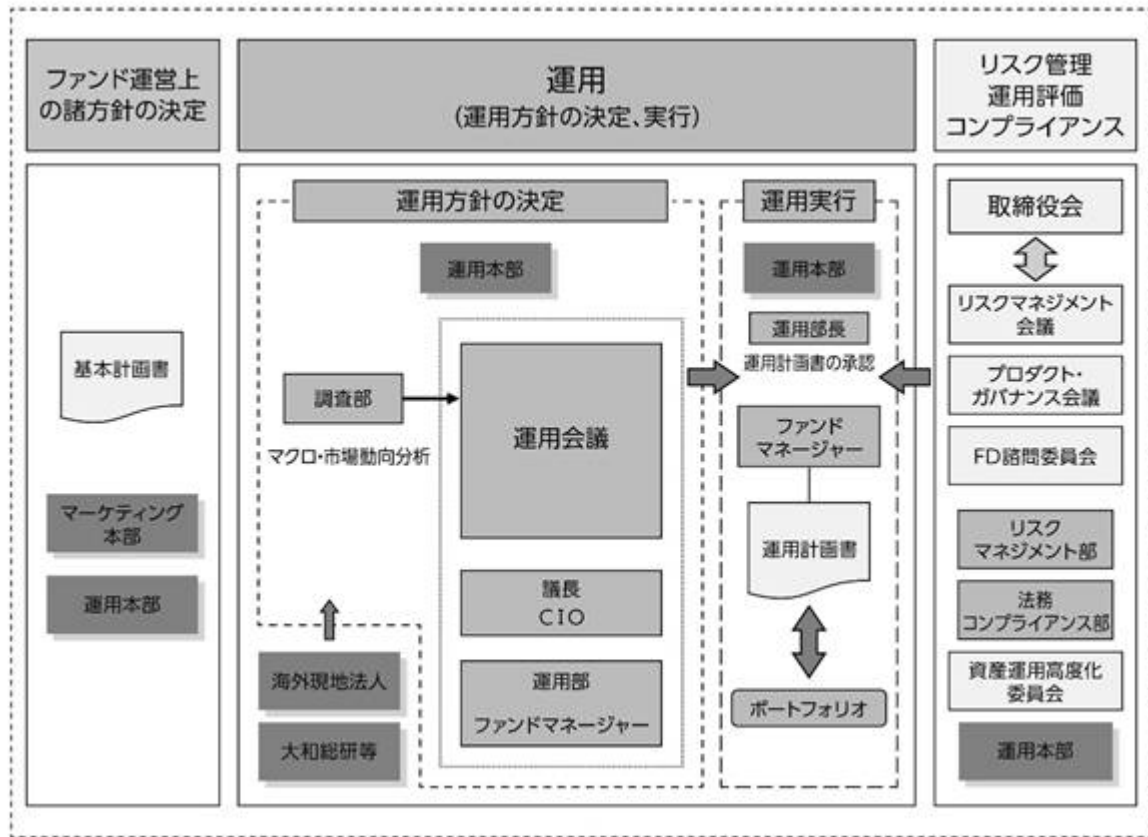 ファンド運営上
の諸方針の決定
運用
(運用方針の決定、実行)
リスク管理
運用評価
コンプライアンス
基本計画書
マーケティング
本部
運用本部
運用方針の決定
運用本部
調査部
マクロ・市場動向分析
運用会議
議長
CIO
運用部
ファンドマネージャー
海外現地法人
大和総研等
運用実行
運用本部
運用部長
運用計画書の承認
ファンド
マネージャー
運用計画書
ポートフォリオ
取締役会
リスクマネジメント
会議
プロダクト・
ガバナンス会議
FD諮問委員会
リスク
マネジメント部
法務
コンプライアンス部
資産運用高度化
委員会
運用本部